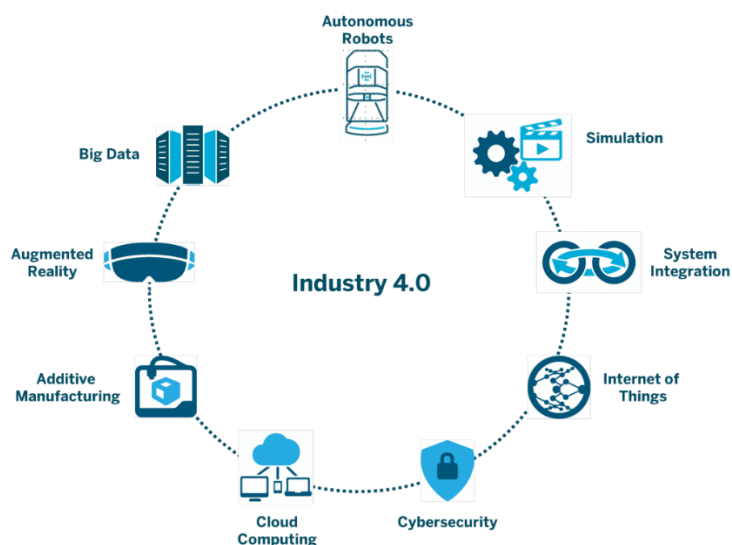 Autonomous
Robots
Big Data
Simulation
Augmented
Reality
Industry 4.0
System
Integration
Additive
Manufacturing
Internet of
Things
Cloud
Computing
Cybersecurity